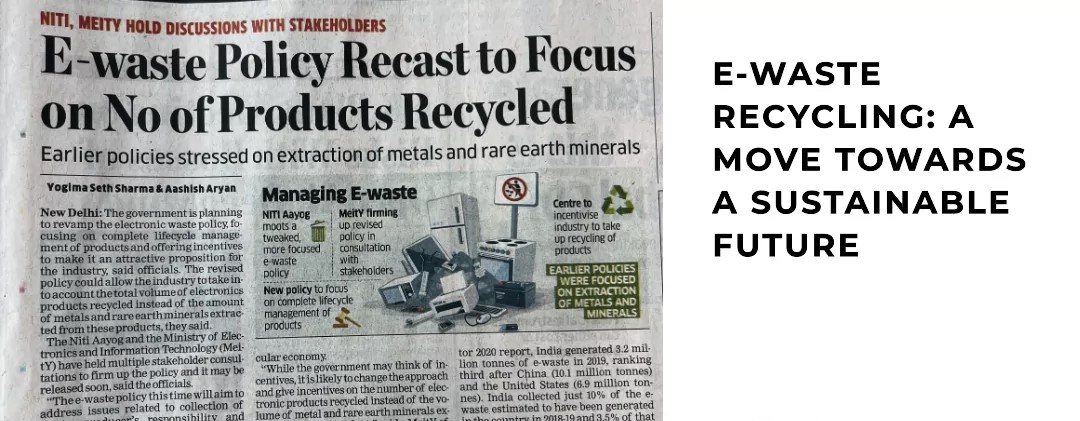 NITI, MEITY HOLD DISCUSSIONS WITH STAKEHOLDERS
E-waste Policy Recast to Focus
on No of Products Recycled
Earlier policies stressed on extraction of metals and rare earth minerals
Yogima Seth Sharma & Aashish Aryan
New Delhi: The government is planning
to revamp the electronic waste policy, fo-
cusing on complete lifecycle manage-
ment of products and offering incentives
to make it an attractive proposition for
the industry, said officials. The revised
policy could allow the industry to take in-
to account the total volume of electronics
products recycled instead of the amount
of metals and rare earth minerals extrac-
ted from these products, they said.
The Niti Aayog and the Ministry of Elec-
tronics and Information Technology (Mei-
tY) have held multiple stakeholder consul-
tations to firm up the policy and it may be
released soon, said the officials.
"The e-waste policy this time will aim to
address issues related to collection of
responsibility and
Managing E-waste
NITI Aayog
moots a
tweaked,
more focused
e-waste
policy
MeitY firming
up revised
policy in
consultation
with
stakeholders
New policy to focus
on complete lifecycle
management of
products
Centre to
incentivise
industry to take
up recycling of
products
EARLIER POLICIES
WERE FOCUSED
ON EXTRACTION
OF METALS AND
MINERALS
cular economy.
"While the government may think of in-
centives, it is likely to change the approach
and give incentives on the number of elec-
tronic products recycled instead of the vo-
lume of metal and rare earth minerals ex-
tor 2020 report, India generated 3.2 mil-
lion tonnes of e-waste in 2019, ranking
third after China (10.1 million tonnes)
and the United States (6.9 million ton-
nes). India collected just 10% of the e-
waste estimated to have been generated
in the country in 2018-19 and 3.5% of that
E-WASTE
RECYCLING: A
MOVE TOWARDS
A SUSTAINABLE
FUTURE